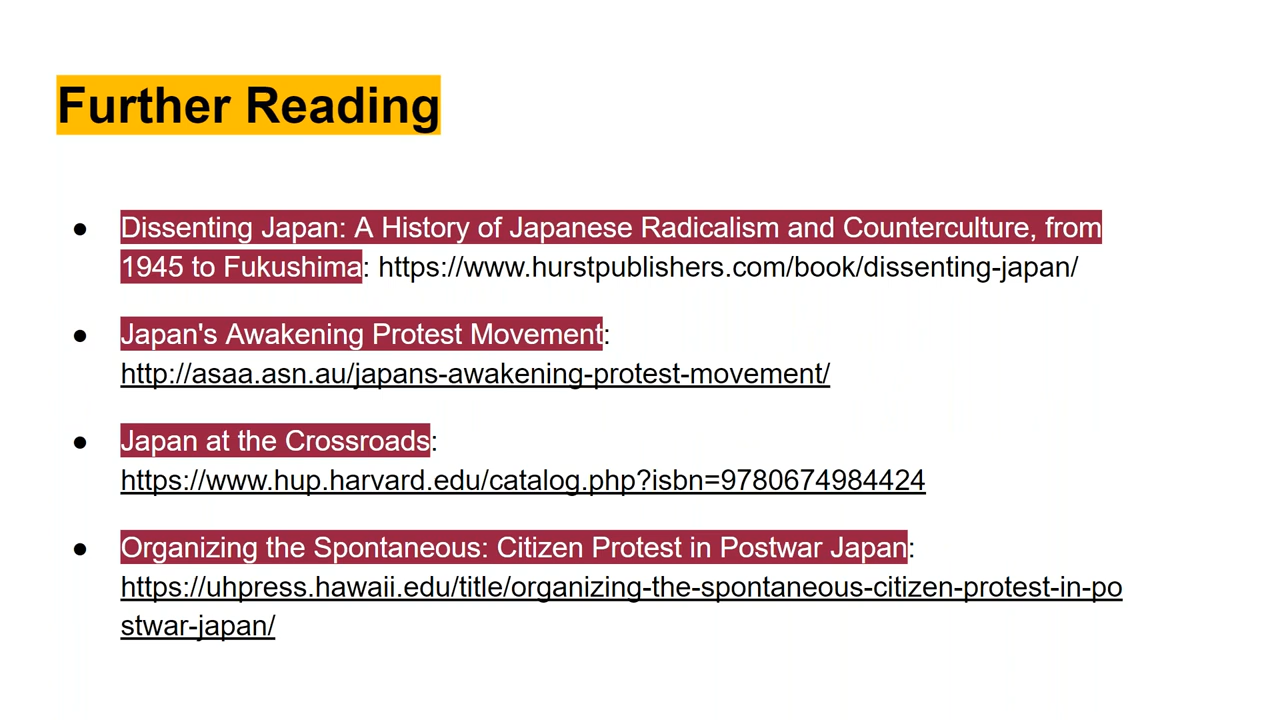 Further Reading
● Dissenting Japan: A History of Japanese Radicalism and Counterculture, from
1945 to Fukushima: https://www.hurstpublishers.com/book/dissenting-japan/
● Japan's Awakening Protest Movement:
http://asaa.asn.au/japans-awakening-protest-movement/
● Japan at the Crossroads:
https://www.hup.harvard.edu/catalog.php?isbn=9780674984424
● Organizing the Spontaneous: Citizen Protest in Postwar Japan:
https://uhpress.hawaii.edu/title/organizing-the-spontaneous-citizen-protest-in-po
stwar-japan/